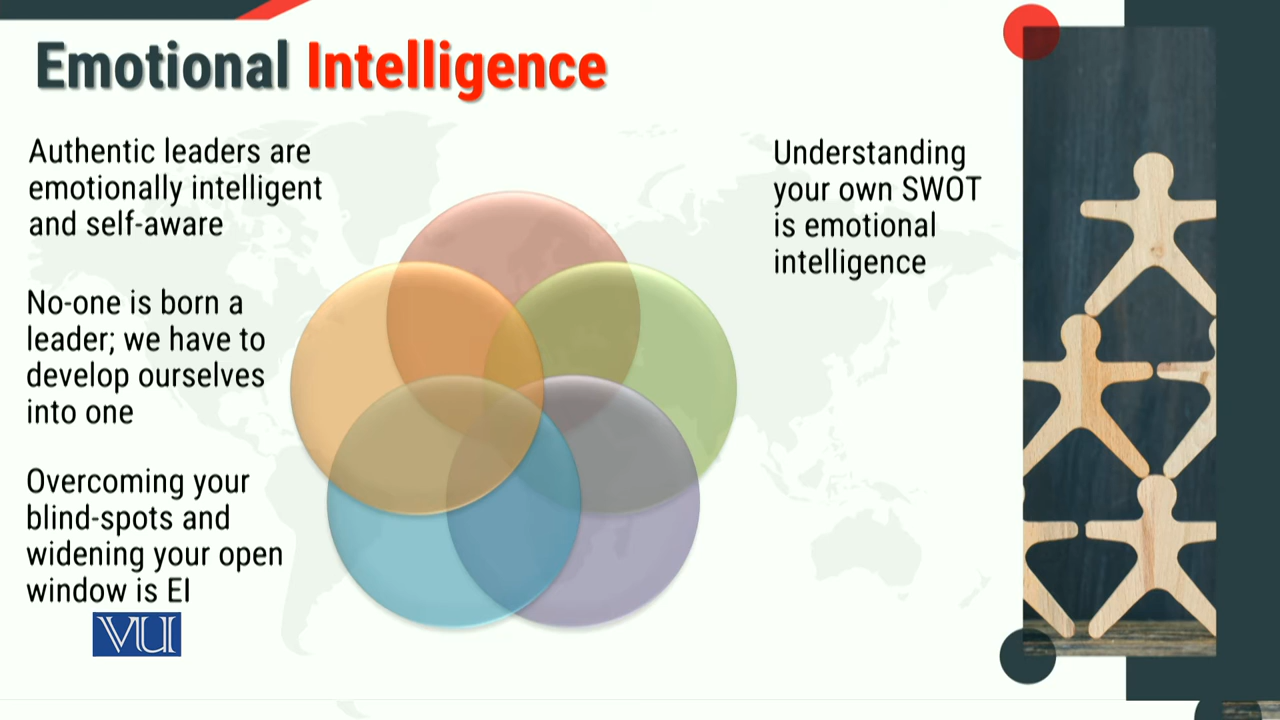 Emotional Intelligence
Authentic leaders are
emotionally intelligent
and self-aware
No-one is born a
leader; we have to
develop ourselves
into one
Overcoming your
blind-spots and
widening your open
window is EI
VU
Understanding
your own SWOT
is emotional
intelligence